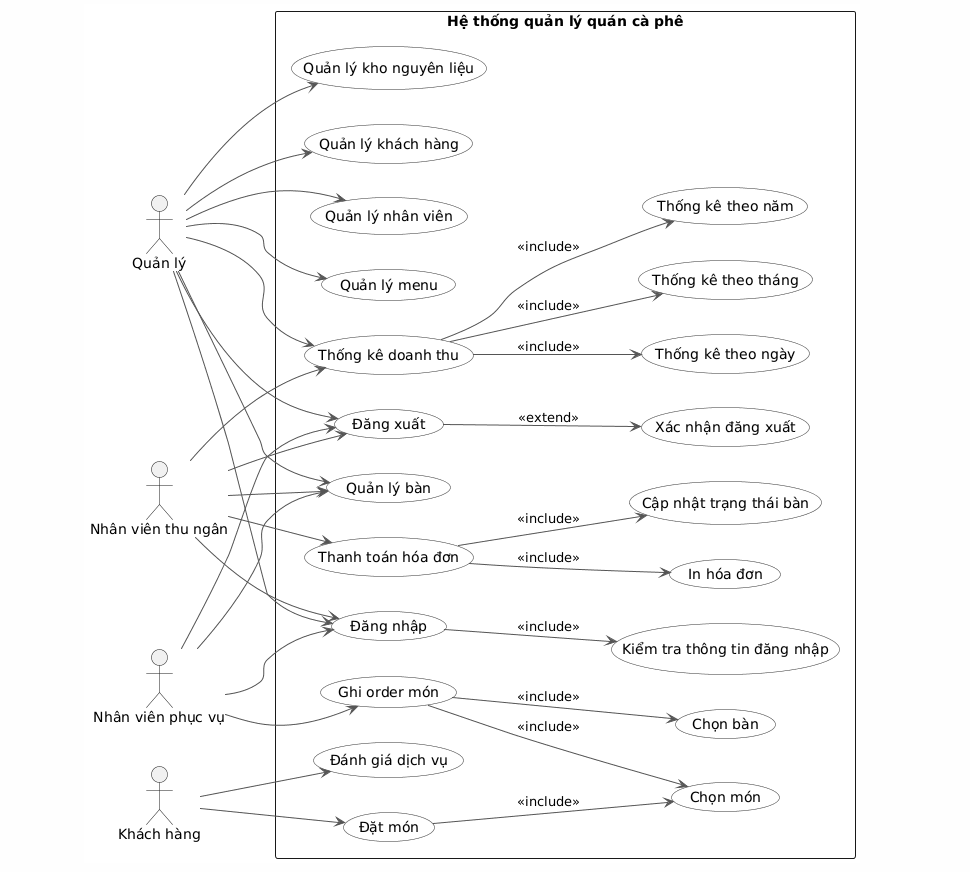 Hệ thống quản lý quán cà phê
Quản lý kho nguyên liệu
Quản lý khách hàng
Quản lý nhân viên
Thống kê theo năm
«include»
Quản lý
Thống kê theo tháng
Quản lý menu
«include»
«include»
Thống kê doanh thu
Thống kê theo ngày
«extend»
Đăng xuất
Xác nhận đăng xuất
Quản lý bàn
Cập nhật trạng thái bàn
«include»
Nhân viên thu ngân
Thanh toán hóa đơn
«include»
In hóa đơn
Đăng nhập
«include»
Kiểm tra thông tin đăng nhập
Ghi order món
«include»
Nhân viên phục vụ
Chọn bàn
«include»
Đánh giá dịch vụ
Chọn món
«include»
Khách hàng
Đặt món